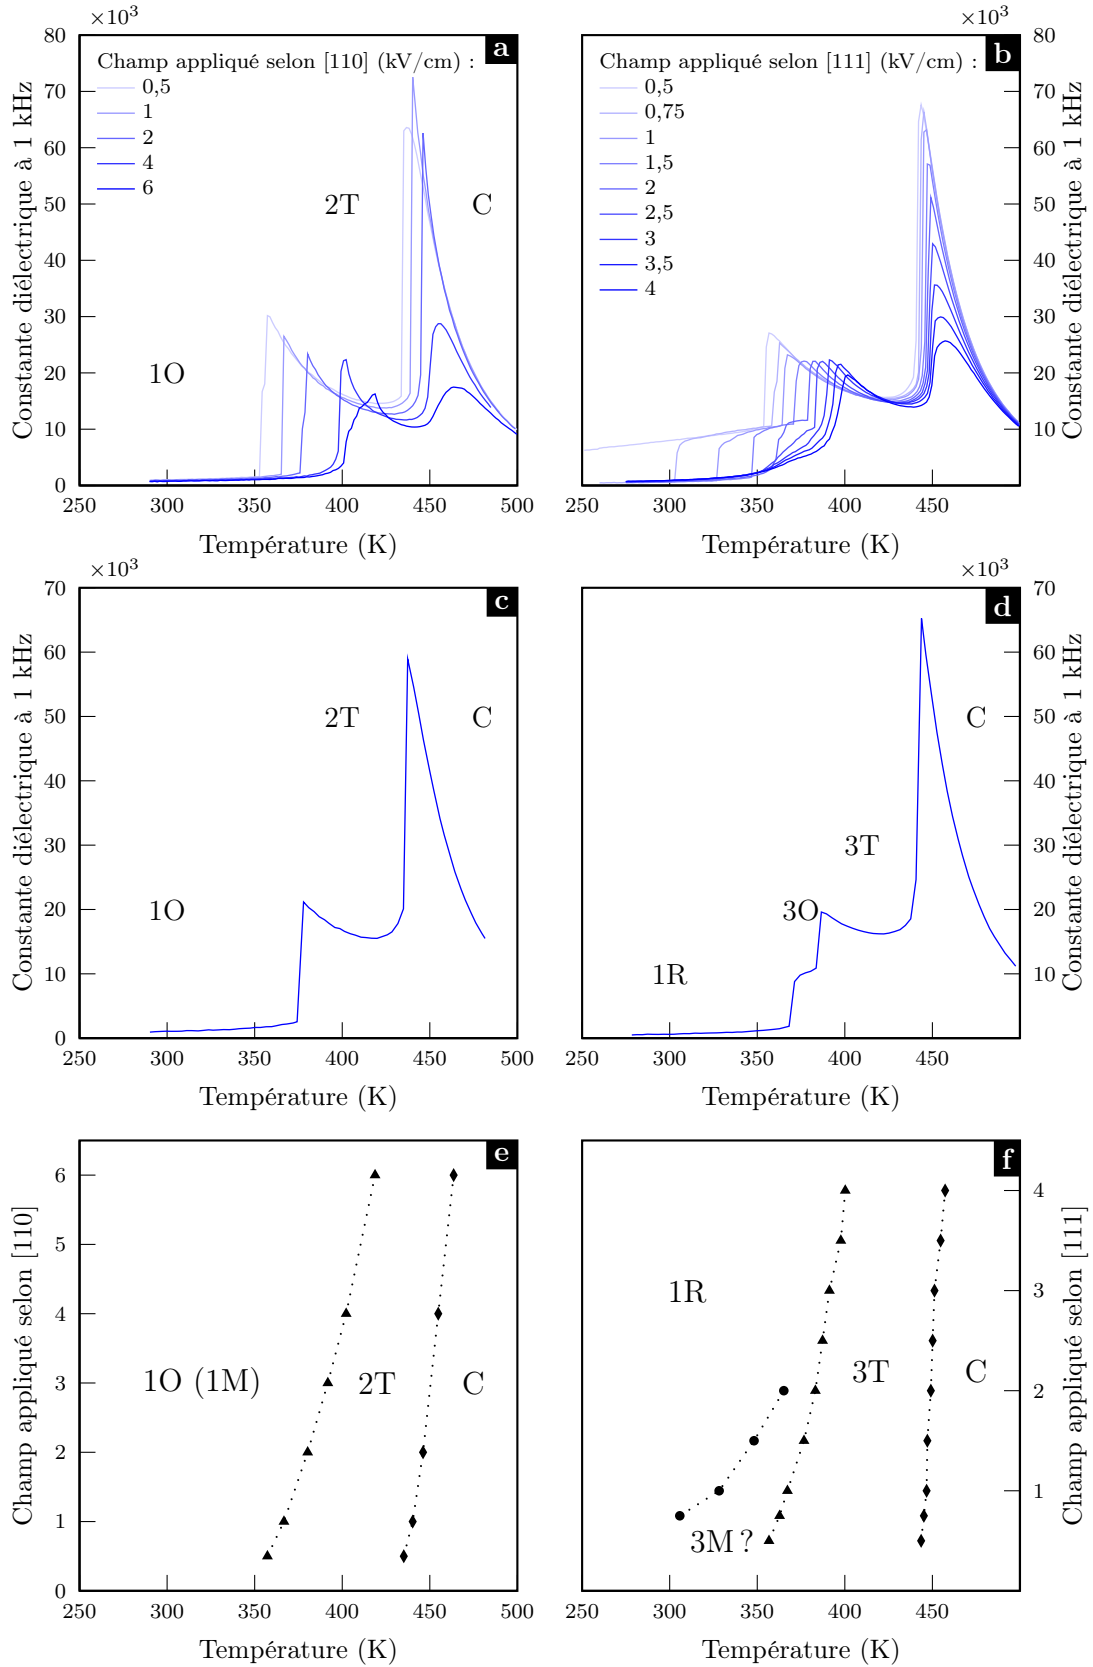 ×10³
80
70
60
50
40
30
20
10
0
Constante diélectrique à 1 kHz
a
Champ appliqué selon [110] (kV/cm) :
0,5
1
2
4
6
2T
C
1O
250
300
350
400
450
500
Température (K)
×10³
80
70
60
50
40
30
20
10
Constante diélectrique à 1 kHz
b
Champ appliqué selon [111] (kV/cm) :
0,5
0,75
1
1,5
2
2,5
3
3,5
4
250
300
350
400
450
Température (K)
×10³
70
60
50
40
30
20
10
0
Constante diélectrique à 1 kHz
c
2T
C
1O
250
300
350
400
450
500
Température (K)
×10³
70
60
50
40
30
20
10
Constante diélectrique à 1 kHz
d
C
3T
3O
1R
250
300
350
400
450
Température (K)
6
5
4
3
2
1
0
Champ appliqué selon [110]
e
1O (1M)
2T
C
250
300
350
400
450
500
Température (K)
4
3
2
1
Champ appliqué selon [111]
f
1R
3T
C
3M ?
250
300
350
400
450
Température (K)